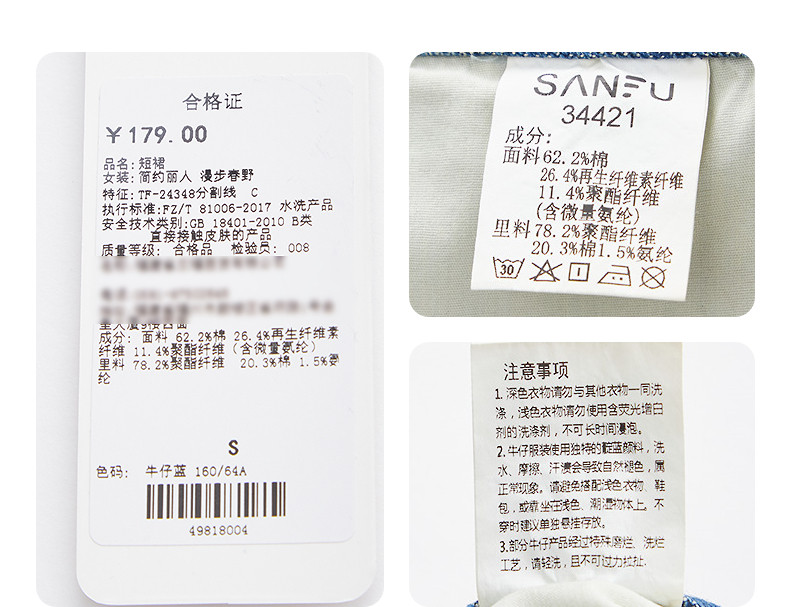 合格证
￥179.00
品名:短裙
女装:简约丽人 漫步春野
特征:TF-24348分割线 C
执行标准:FZ/T 81006-2017 水洗产品
安全技术类别:GB 18401-2010 B类
直接接触皮肤的产品
质量等级: 合格品 检验员: 008
成分: 面料 62.2%棉 26.4%再生纤维素
纤维 11.4%聚酯纤维 (含微量氨纶)
里料 78.2%聚酯纤维 20.3%棉 1.5%氨
纶
S
色码: 牛仔蓝 160/64A
49818004
SANFU
34421
成分:
面料62.2%棉
26.4%再生纤维素纤维
11.4%聚酯纤维
(含微量氨纶)
里料78.2%聚酯纤维
20.3%棉1.5%氨纶
30
注意事项
1.深色衣物请勿与其他衣物一同洗
涤，浅色衣物请勿使用含荧光增白
剂的洗涤剂，不可长时间浸泡。
2.牛仔服装使用独特的靛蓝颜料，洗
水、摩擦、汗渍会导致自然褪色，属
正常现象。请避免搭配浅色衣物、鞋
包，或靠坐在浅色、潮湿物体上。不
穿时建议单独悬挂存放。
3.部分牛仔产品经过特殊磨烂、洗烂
工艺，请轻洗，且不可过力拉扯.